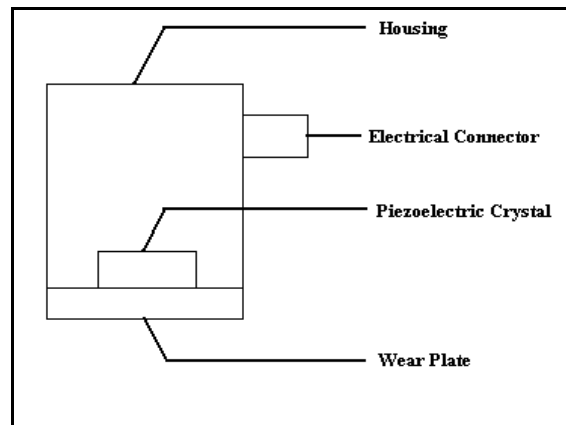 Housing
Electrical Connector
Piezoelectric Crystal
Wear Plate